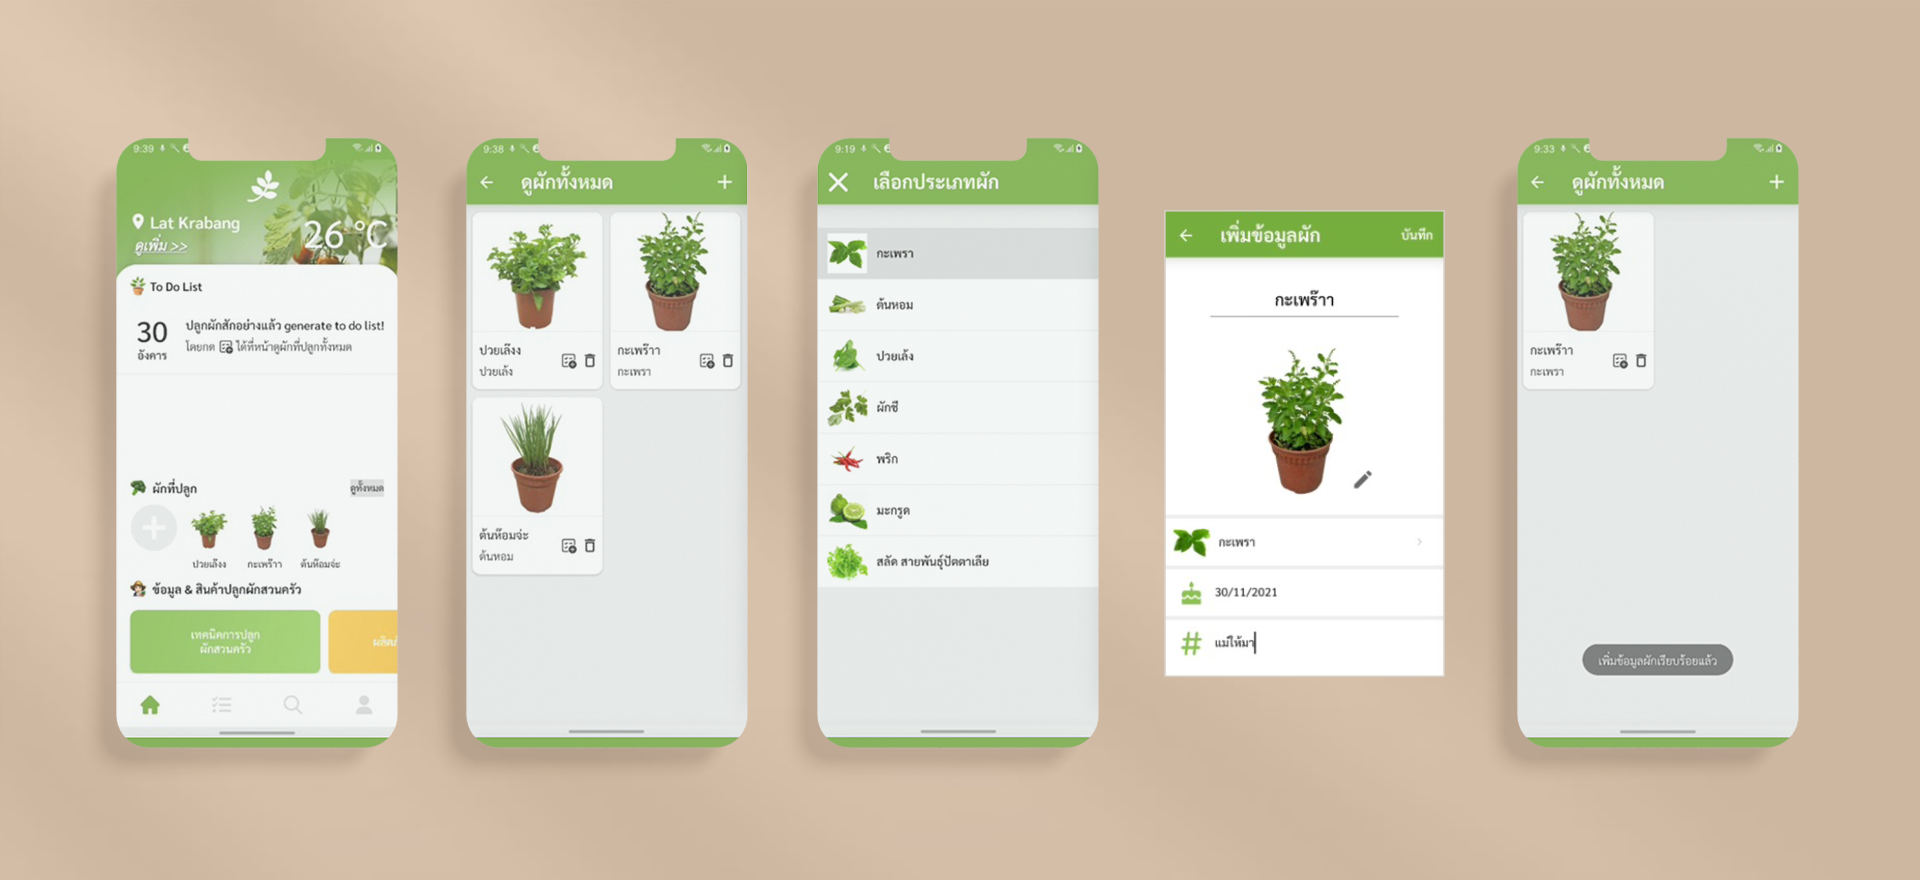 9:39
Lat Krabang
ดูเพิ่ม >>
26 °C
To Do List
30
อังคาร
ปลูกผักสักอย่างแล้ว generate to do list!
โดยกด ได้ที่หน้าดูผักที่ปลูกทั้งหมด
ผักที่ปลูก
ดูทั้งหมด
ปวยเล๊งง
กะเพร๊าา
ต้นห๊อมจ่ะ
ข้อมูล & สินค้าปลูกผักสวนครัว
เทคนิคการปลูก
ผักสวนครัว
9:38
ดูผักทั้งหมด
ปวยเล๊งง
ปวยเล้ง
กะเพร๊าา
กะเพรา
ต้นห๊อมจ่ะ
ต้นหอม
9:19
เลือกประเภทผัก
กะเพรา
ต้นหอม
ปวยเล้ง
ผักชี
พริก
มะกรูด
สลัด สายพันธุ์ปัตตาเลีย
เพิ่มข้อมูลผัก
บันทึก
กะเพร๊าา
กะเพรา
30/11/2021
#
แม่ให้มา
9:33
ดูผักทั้งหมด
กะเพร๊าา
กะเพรา
เพิ่มข้อมูลผักเรียบร้อยแล้ว